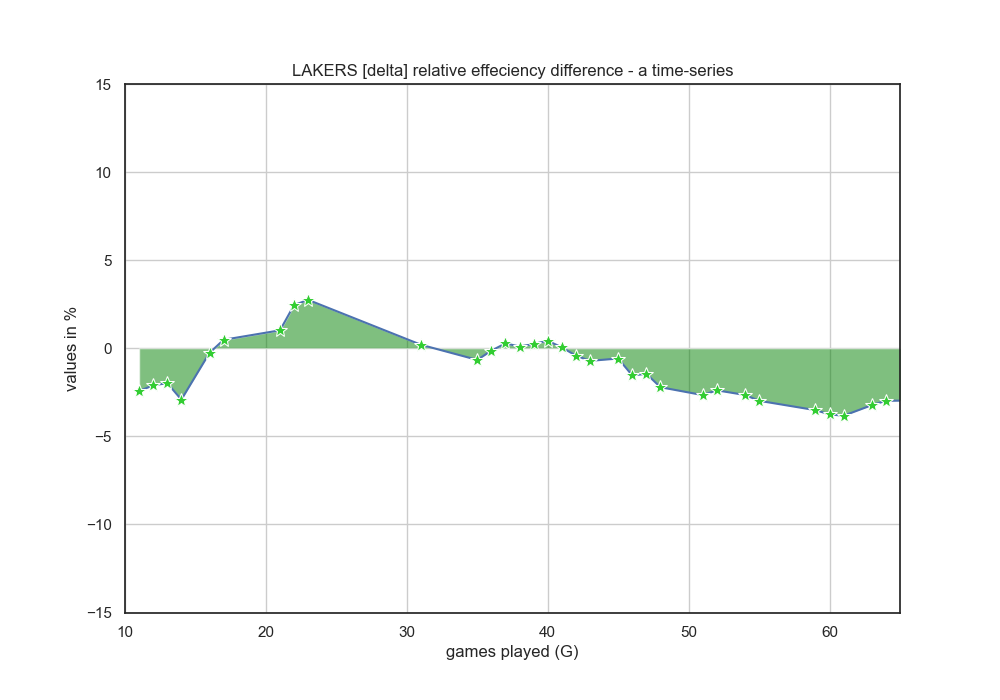 LAKERS [delta] relative effeciency difference - a time-series
15
10
5
0
−5
−10
−15
values in %
10 20 30 40 50 60
games played (G)